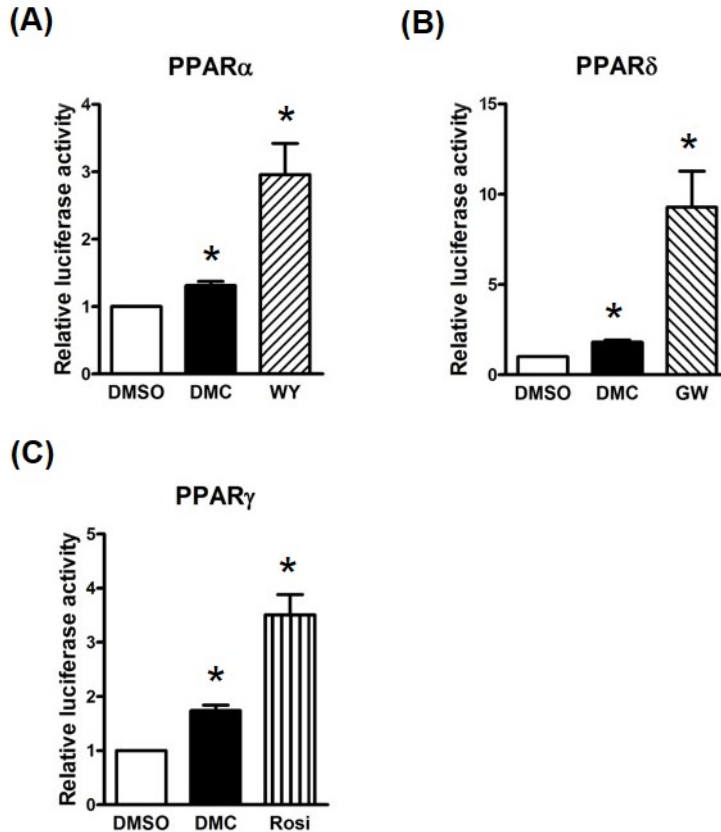 (A)
PPARα
Relative luciferase activity
4
3
2
1
0
*
*
DMSO DMC WY
(B)
PPARδ
Relative luciferase activity
15
10
5
0
*
*
DMSO DMC GW
(C)
PPARγ
Relative luciferase activity
5
4
3
2
1
0
*
*
DMSO DMC Rosi